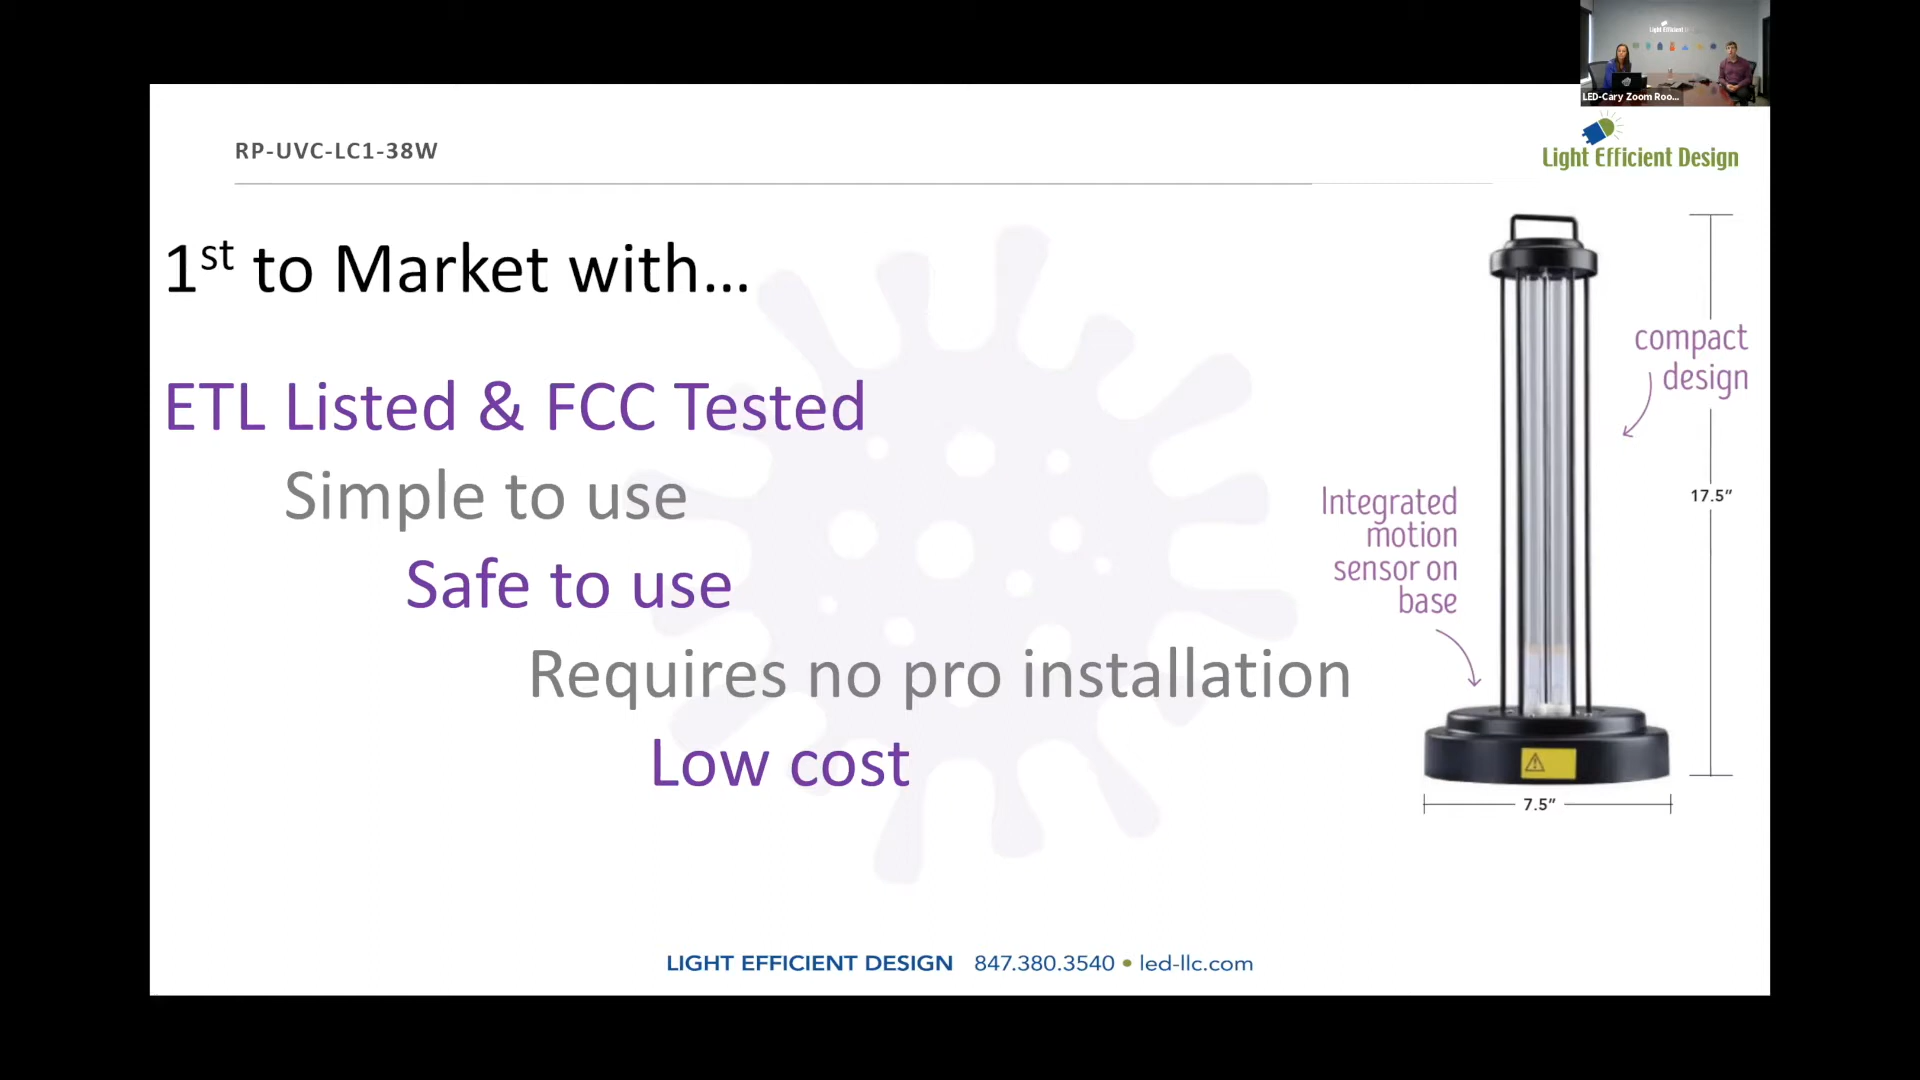 LED-Cary Zoom Roo...
RP-UVC-LC1-38W
Light Efficient Design
1st to Market with...
ETL Listed & FCC Tested
Simple to use
Safe to use
Requires no pro installation
Low cost
compact
design
17.5”
Integrated
motion
sensor on
base
7.5”
LIGHT EFFICIENT DESIGN 847.380.3540 • led-llc.com